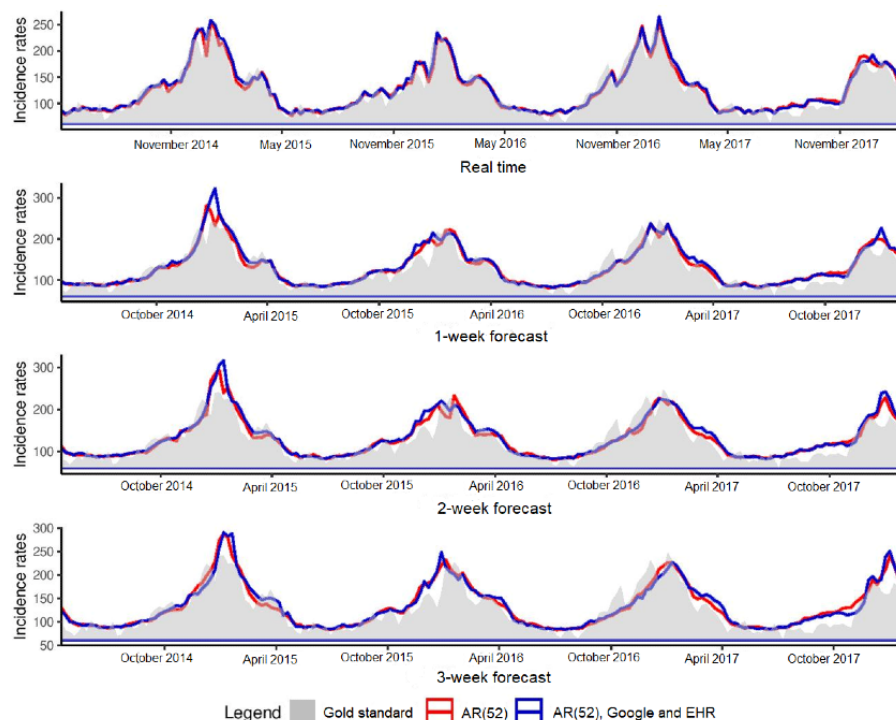 Incidence rates
250
200
150
100
November 2014 May 2015 November 2015 May 2016 November 2016 May 2017 November 2017
Real time
Incidence rates
300
200
100
October 2014 April 2015 October 2015 April 2016 October 2016 April 2017 October 2017
1-week forecast
Incidence rates
300
200
100
October 2014 April 2015 October 2015 April 2016 October 2016 April 2017 October 2017
2-week forecast
Incidence rates
300
250
200
150
100
50
October 2014 April 2015 October 2015 April 2016 October 2016 April 2017 October 2017
3-week forecast
Legend Gold standard AR(52) AR(52), Google and EHR